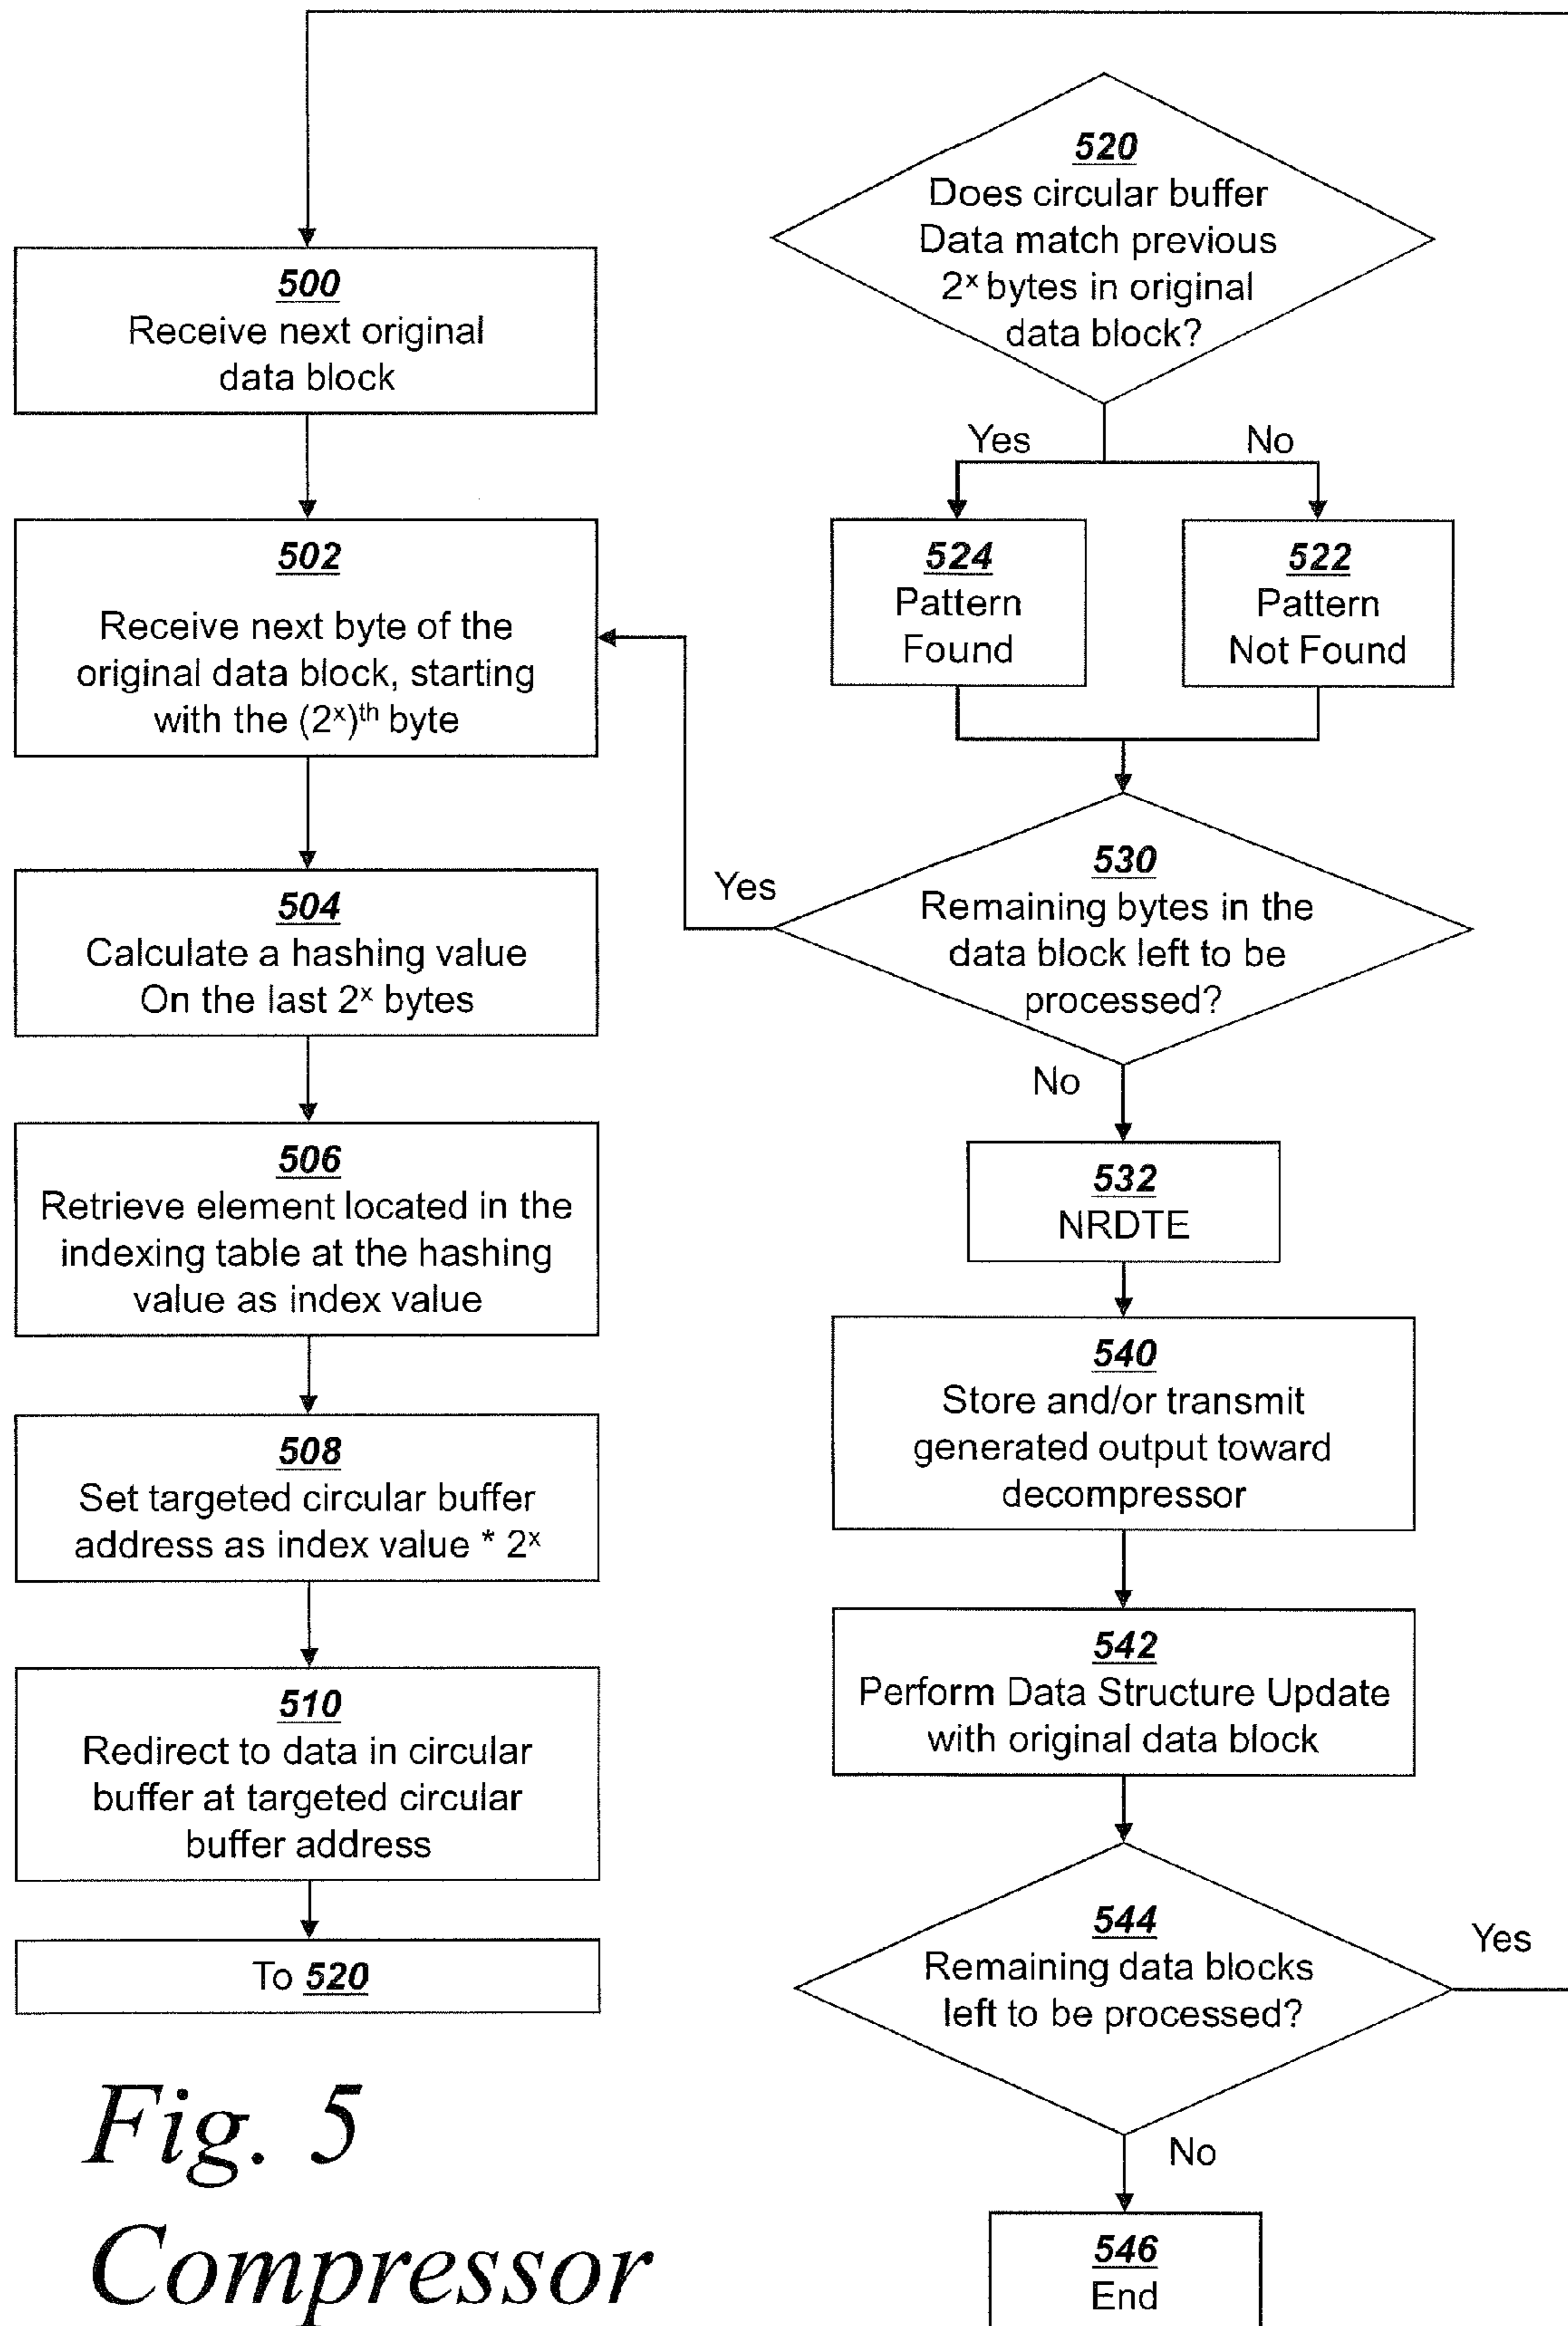 500
Receive next original
data block
502
Receive next byte of the
original data block, starting
with the (2ˣ)ᵗʰ byte
504
Calculate a hashing value
On the last 2ˣ bytes
506
Retrieve element located in the
indexing table at the hashing
value as index value
508
Set targeted circular buffer
address as index value * 2ˣ
510
Redirect to data in circular
buffer at targeted circular
buffer address
To 520
520
Does circular buffer
Data match previous
2ˣ bytes in original
data block?
Yes
No
524
Pattern
Found
522
Pattern
Not Found
530
Remaining bytes in the
data block left to be
processed?
Yes
No
532
NRDTE
540
Store and/or transmit
generated output toward
decompressor
542
Perform Data Structure Update
with original data block
544
Remaining data blocks
left to be processed?
Yes
No
546
End
Fig. 5
Compressor